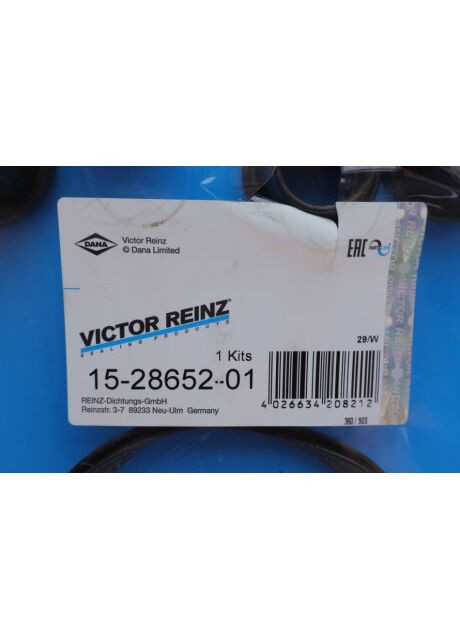 DANA
Victor Reinz
© Dana Limited
EAC
VICTOR REINZ®
SEALING PRODUCTS
29/W
1 Kits
15-28652--01
REINZ-Dichtungs-GmbH
Reinzstr. 3-7 89233 Neu-Ulm Germany
4 026634 208212
360 / 500
VICTOR